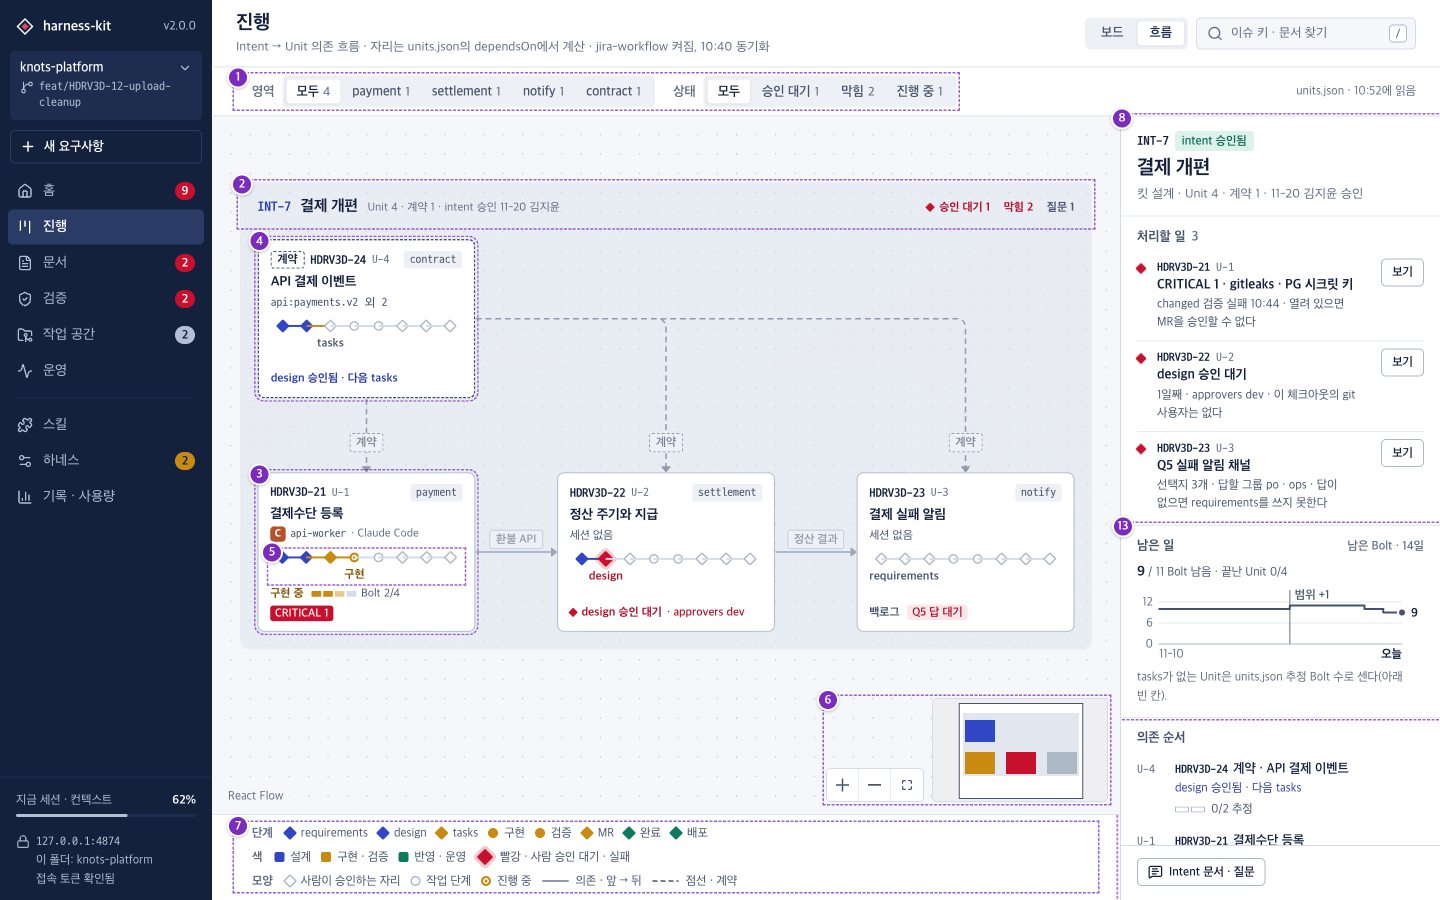 harness-kit v2.0.0
knots-platform
feat/HDRV3D-12-upload-
cleanup
새 요구사항
홈 9
진행
문서 2
검증 2
작업 공간 2
운영
스킬
하네스 2
기록 · 사용량
지금 세션 · 컨텍스트 62%
127.0.0.1:4874
이 폴더: knots-platform
접속 토큰 확인됨
진행
Intent → Unit 의존 흐름 · 자리는 units.json의 dependsOn에서 계산 · jira-workflow 켜짐, 10:40 동기화
보드 흐름
이슈 키 · 문서 찾기 /
1
영역 모두 4 payment 1 settlement 1 notify 1 contract 1 상태 모두 승인 대기 1 막힘 2 진행 중 1
units.json · 10:52에 읽음
2
INT-7 결제 개편 Unit 4 · 계약 1 · intent 승인 11-20 김지윤
승인 대기 1 막힘 2 질문 1
4
계약 HDRV3D-24 U-4 contract
API 결제 이벤트
api:payments.v2 외 2
tasks
design 승인됨 · 다음 tasks
계약 계약 계약
3
HDRV3D-21 U-1 payment
결제수단 등록
C api-worker · Claude Code
5
구현
구현 중 Bolt 2/4
CRITICAL 1
환불 API
HDRV3D-22 U-2 settlement
정산 주기와 지급
세션 없음
design
design 승인 대기 · approvers dev
정산 결과
HDRV3D-23 U-3 notify
결제 실패 알림
세션 없음
requirements
백로그 Q5 답 대기
6
React Flow
7
단계 requirements design tasks 구현 검증 MR 완료 배포
색 설계 구현 · 검증 반영 · 운영 빨강 · 사람 승인 대기 · 실패
모양 사람이 승인하는 자리 작업 단계 진행 중 의존 · 앞 → 뒤 점선 · 계약
8
INT-7 intent 승인됨
결제 개편
킷 설계 · Unit 4 · 계약 1 · 11-20 김지윤 승인
처리할 일 3
HDRV3D-21 U-1
CRITICAL 1 · gitleaks · PG 시크릿 키
changed 검증 실패 10:44 · 열려 있으면
MR을 승인할 수 없다
보기
HDRV3D-22 U-2
design 승인 대기
1일째 · approvers dev · 이 체크아웃의 git
사용자는 없다
보기
HDRV3D-23 U-3
Q5 실패 알림 채널
선택지 3개 · 답할 그룹 po · ops · 답이
없으면 requirements를 쓰지 못한다
보기
13
남은 일 남은 Bolt · 14일
9 / 11 Bolt 남음 · 끝난 Unit 0/4
범위 +1
12
6
0
9
11-10 오늘
tasks가 없는 Unit은 units.json 추정 Bolt 수로 센다(아래
빈 칸).
의존 순서
U-4 HDRV3D-24 계약 · API 결제 이벤트
design 승인됨 · 다음 tasks
0/2 추정
U-1 HDRV3D-21 결제수단 등록
Intent 문서 · 질문